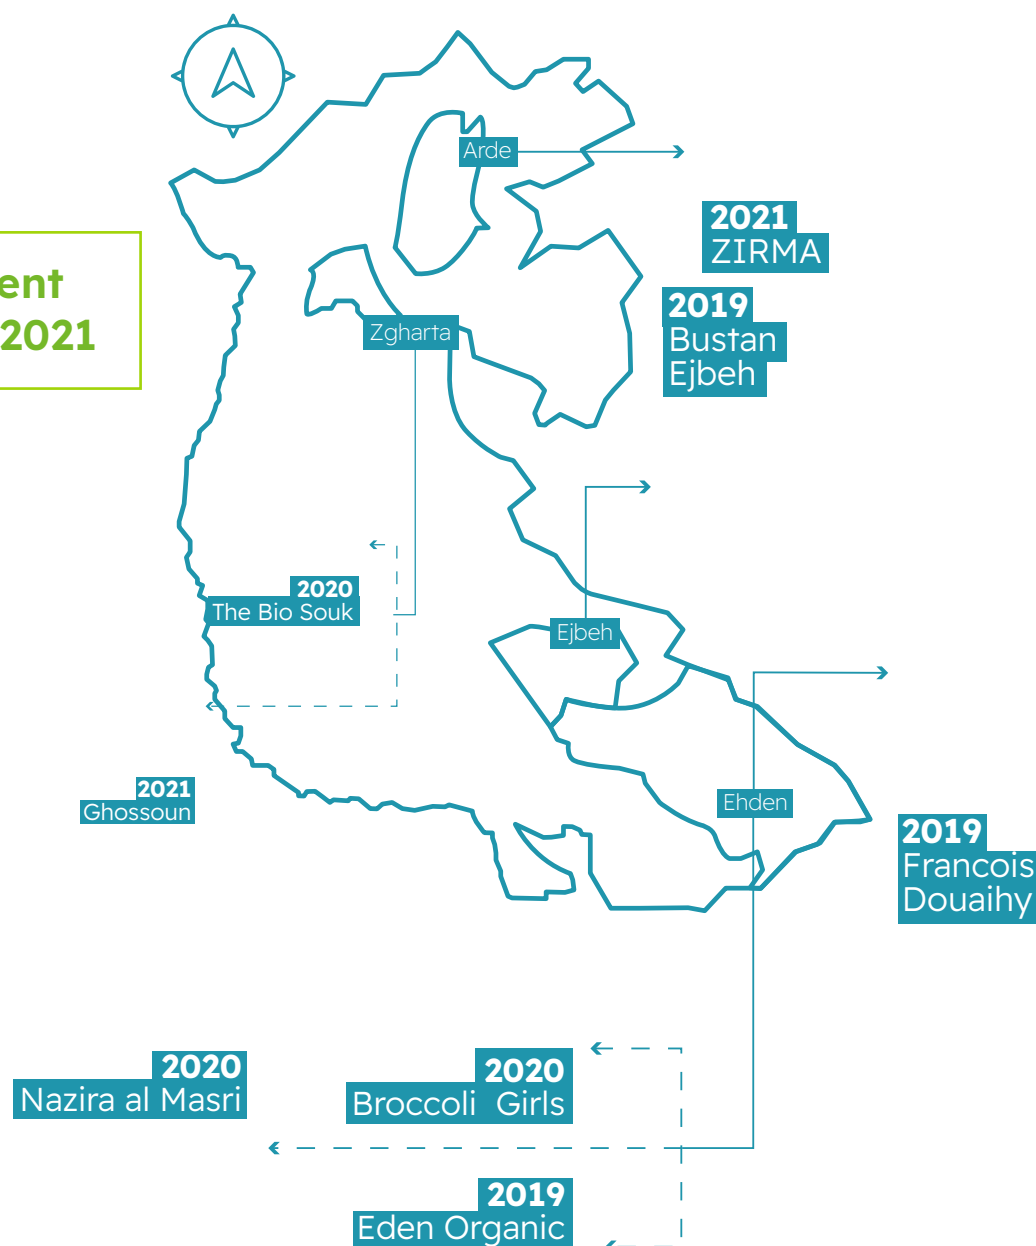 Arde
2021
ZIRMA
ent
2021
2019
Bustan
Ejbeh
Zgharta
2020
The Bio Souk
Ejbeh
2021
Ghossoun
Ehden
2019
Francois
Douaihy
2020
Nazira al Masri
2020
Broccoli Girls
2019
Eden Organic